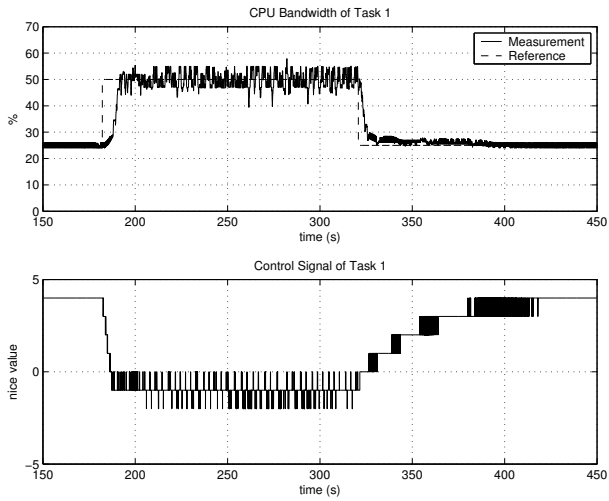 CPU Bandwidth of Task 1
70
60
50
40
30
20
10
0
%
Measurement
Reference
150 200 250 300 350 400 450
time (s)
Control Signal of Task 1
5
0
−5
nice value
150 200 250 300 350 400 450
time (s)